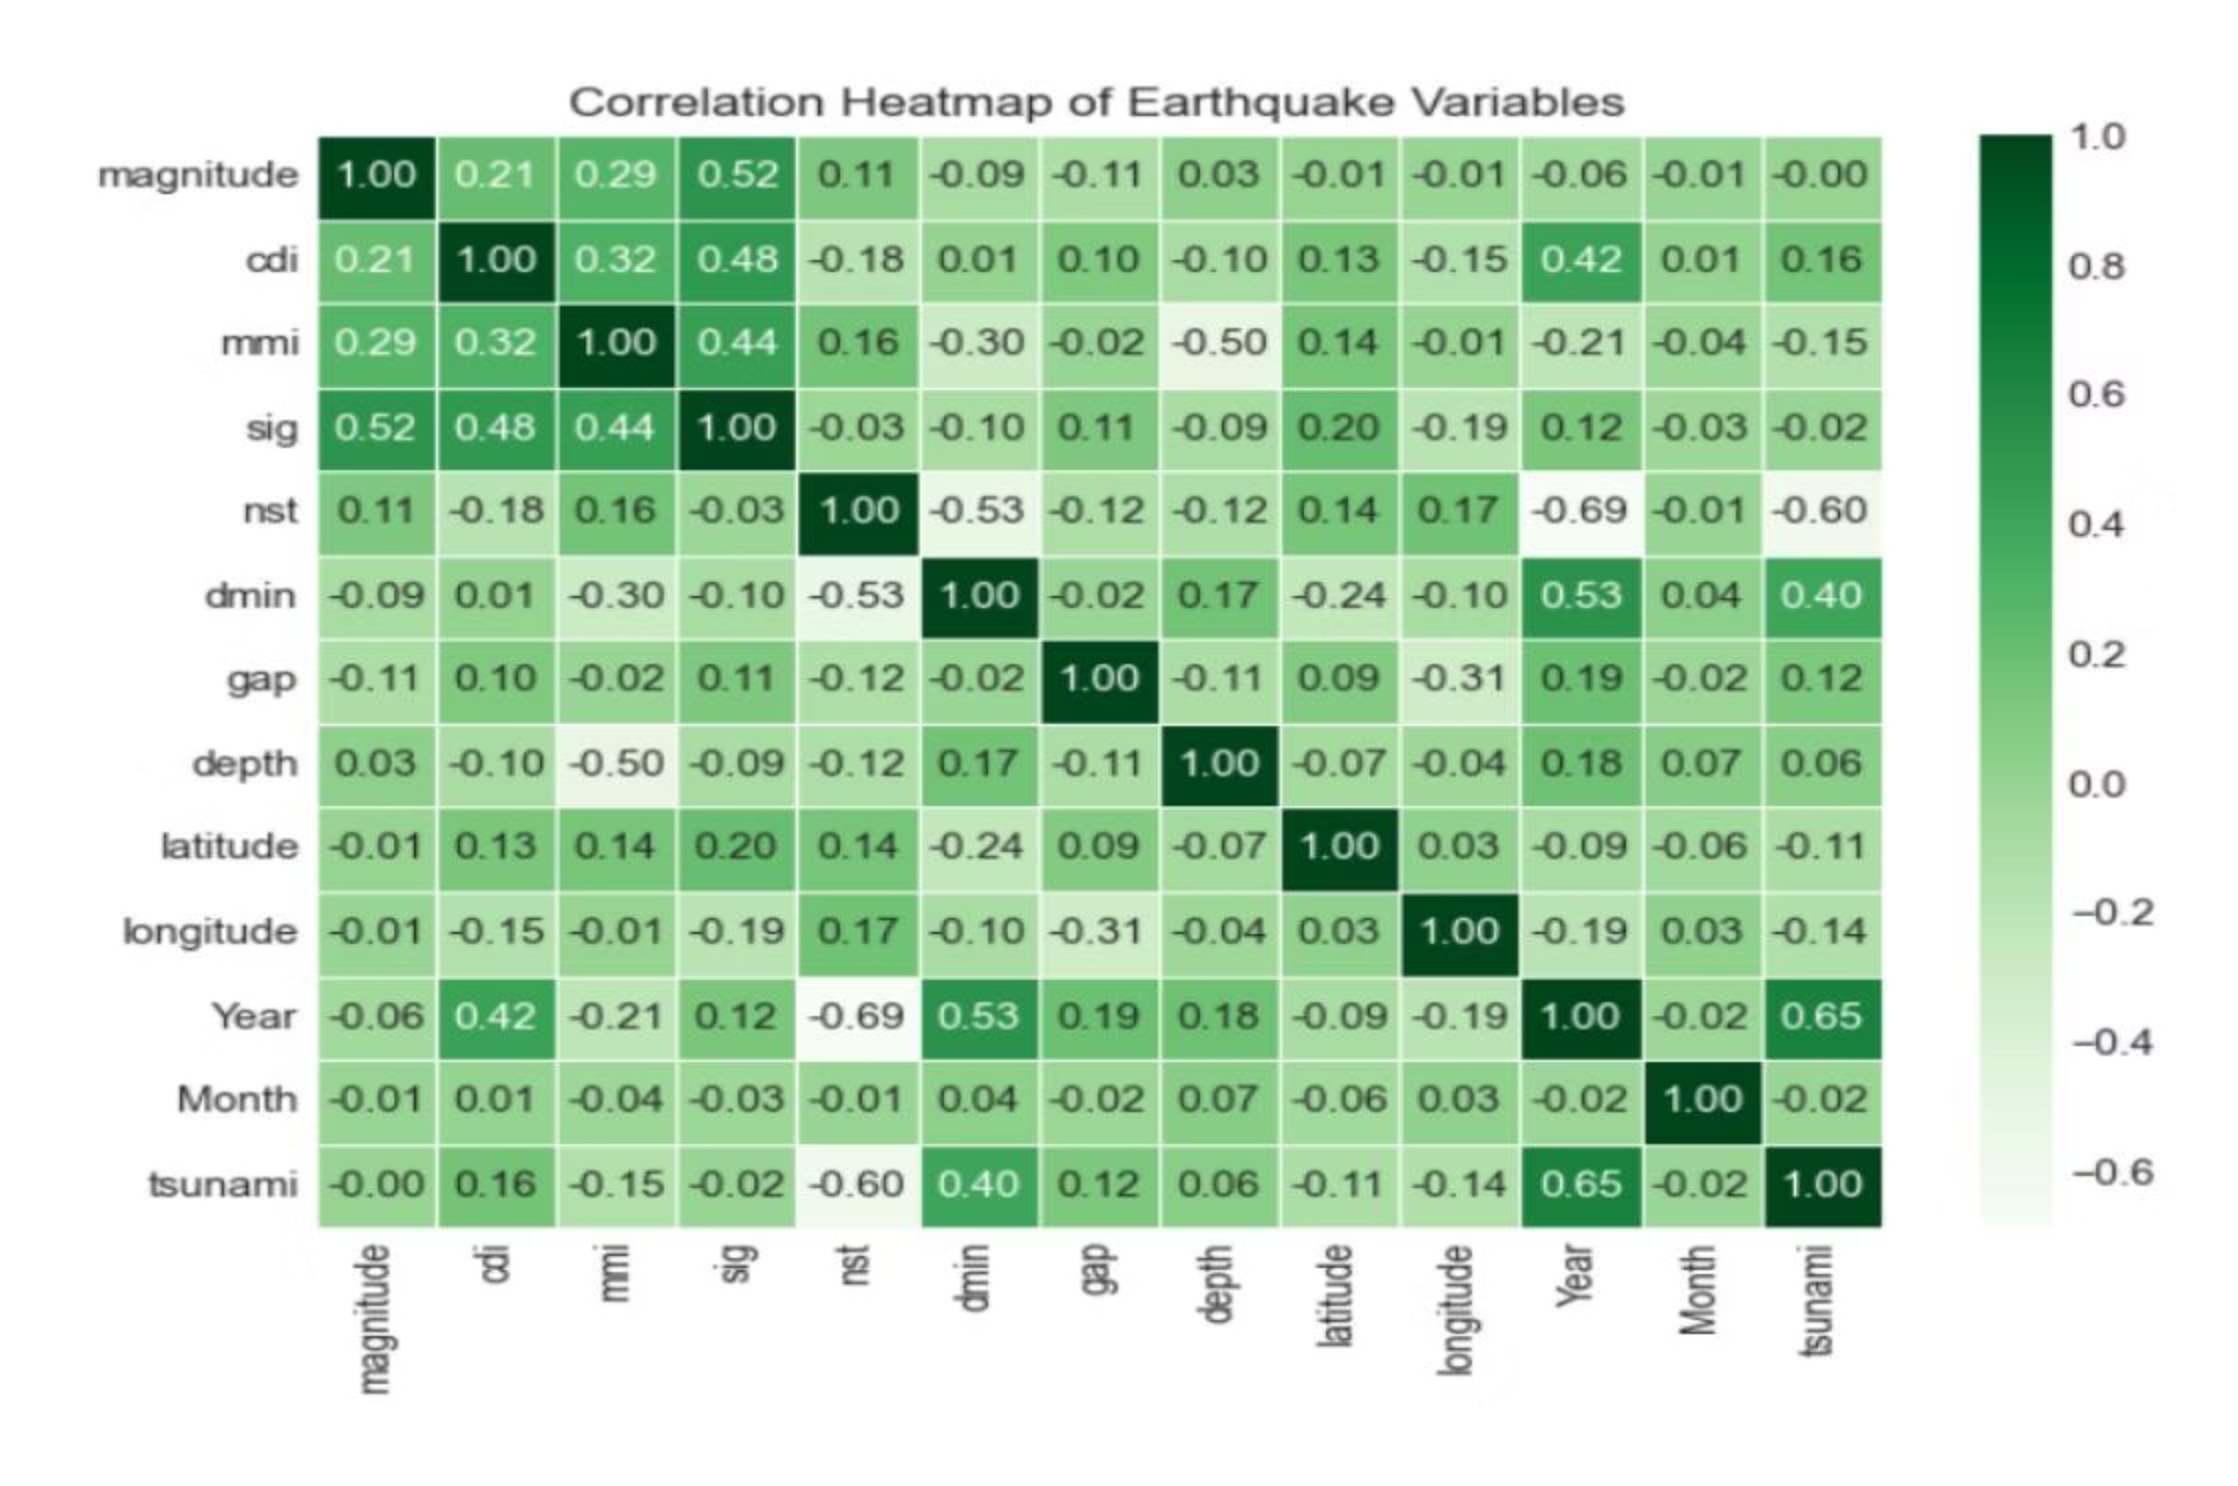 Correlation Heatmap of Earthquake Variables
magnitude 1.00 0.21 0.29 0.52 0.11 -0.09 -0.11 0.03 -0.01 -0.01 -0.06 -0.01 -0.00
cdi 0.21 1.00 0.32 0.48 -0.18 0.01 0.10 -0.10 0.13 -0.15 0.42 0.01 0.16
mmi 0.29 0.32 1.00 0.44 0.16 -0.30 -0.02 -0.50 0.14 -0.01 -0.21 -0.04 -0.15
sig 0.52 0.48 0.44 1.00 -0.03 -0.10 0.11 -0.09 0.20 -0.19 0.12 -0.03 -0.02
nst 0.11 -0.18 0.16 -0.03 1.00 -0.53 -0.12 -0.12 0.14 0.17 -0.69 -0.01 -0.60
dmin -0.09 0.01 -0.30 -0.10 -0.53 1.00 -0.02 0.17 -0.24 -0.10 0.53 0.04 0.40
gap -0.11 0.10 -0.02 0.11 -0.12 -0.02 1.00 -0.11 0.09 -0.31 0.19 -0.02 0.12
depth 0.03 -0.10 -0.50 -0.09 -0.12 0.17 -0.11 1.00 -0.07 -0.04 0.18 0.07 0.06
latitude -0.01 0.13 0.14 0.20 0.14 -0.24 0.09 -0.07 1.00 0.03 -0.09 -0.06 -0.11
longitude -0.01 -0.15 -0.01 -0.19 0.17 -0.10 -0.31 -0.04 0.03 1.00 -0.19 0.03 -0.14
Year -0.06 0.42 -0.21 0.12 -0.69 0.53 0.19 0.18 -0.09 -0.19 1.00 -0.02 0.65
Month -0.01 0.01 -0.04 -0.03 -0.01 0.04 -0.02 0.07 -0.06 0.03 -0.02 1.00 -0.02
tsunami -0.00 0.16 -0.15 -0.02 -0.60 0.40 0.12 0.06 -0.11 -0.14 0.65 -0.02 1.00
magnitude cdi mmi sig nst dmin gap depth latitude longitude Year Month tsunami
1.0
0.8
0.6
0.4
0.2
0.0
−0.2
−0.4
−0.6